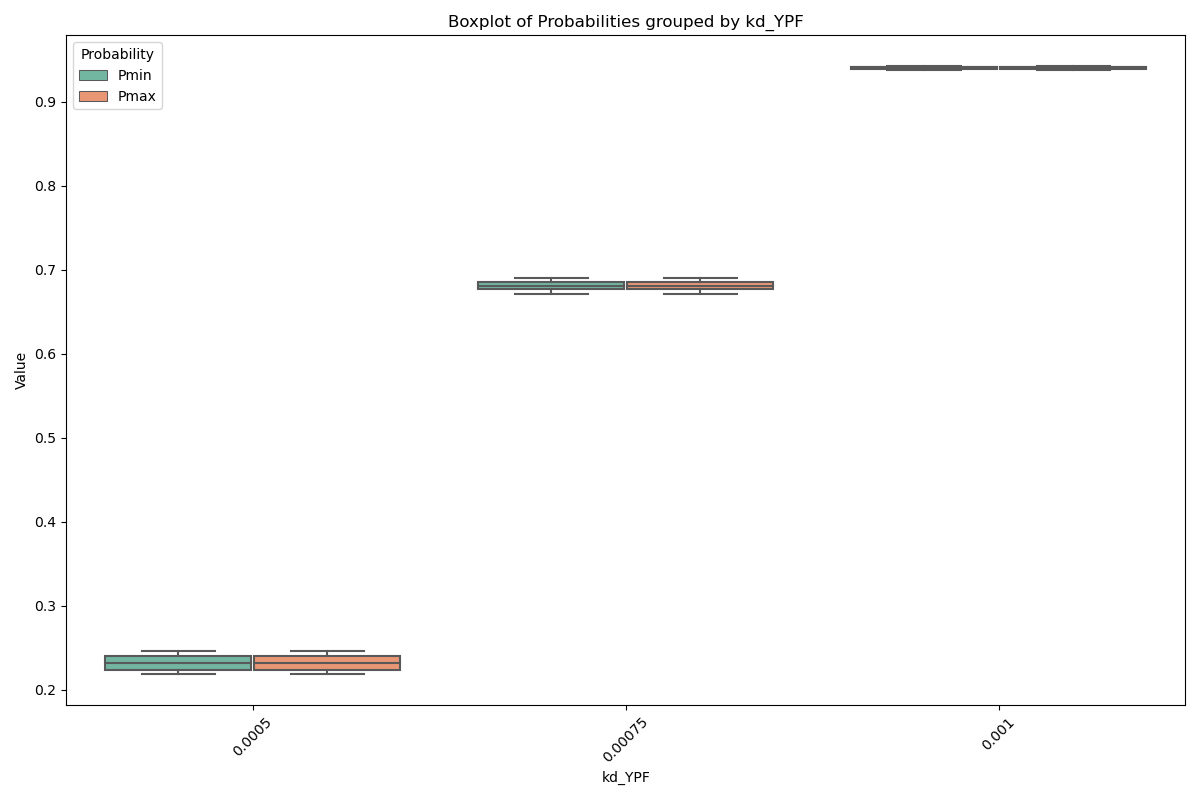 Boxplot of Probabilities grouped by kd_YPF
Probability
Pmin
Pmax
Value
0.9
0.8
0.7
0.6
0.5
0.4
0.3
0.2
0.0005
0.00075
0.001
kd_YPF